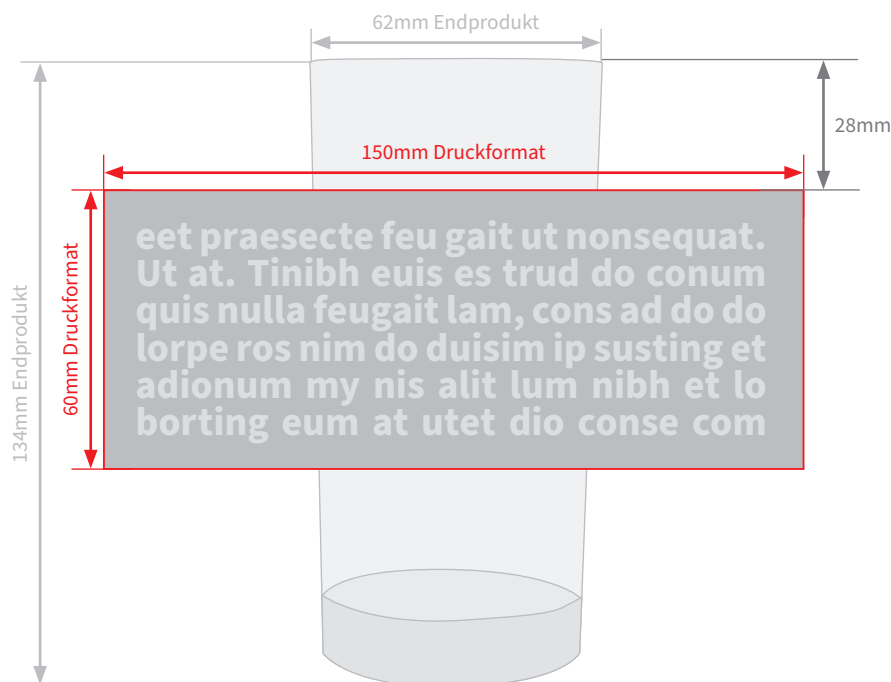 62mm Endprodukt
28mm
150mm Druckformat
60mm Druckformat
134mm Endprodukt
eet praesecte feu gait ut nonsequat.
Ut at. Tinibh euis es trud do conum
quis nulla feugait lam, cons ad do do
lorpe ros nim do duisim ip susting et
adionum my nis alit lum nibh et lo
borting eum at utet dio conse com